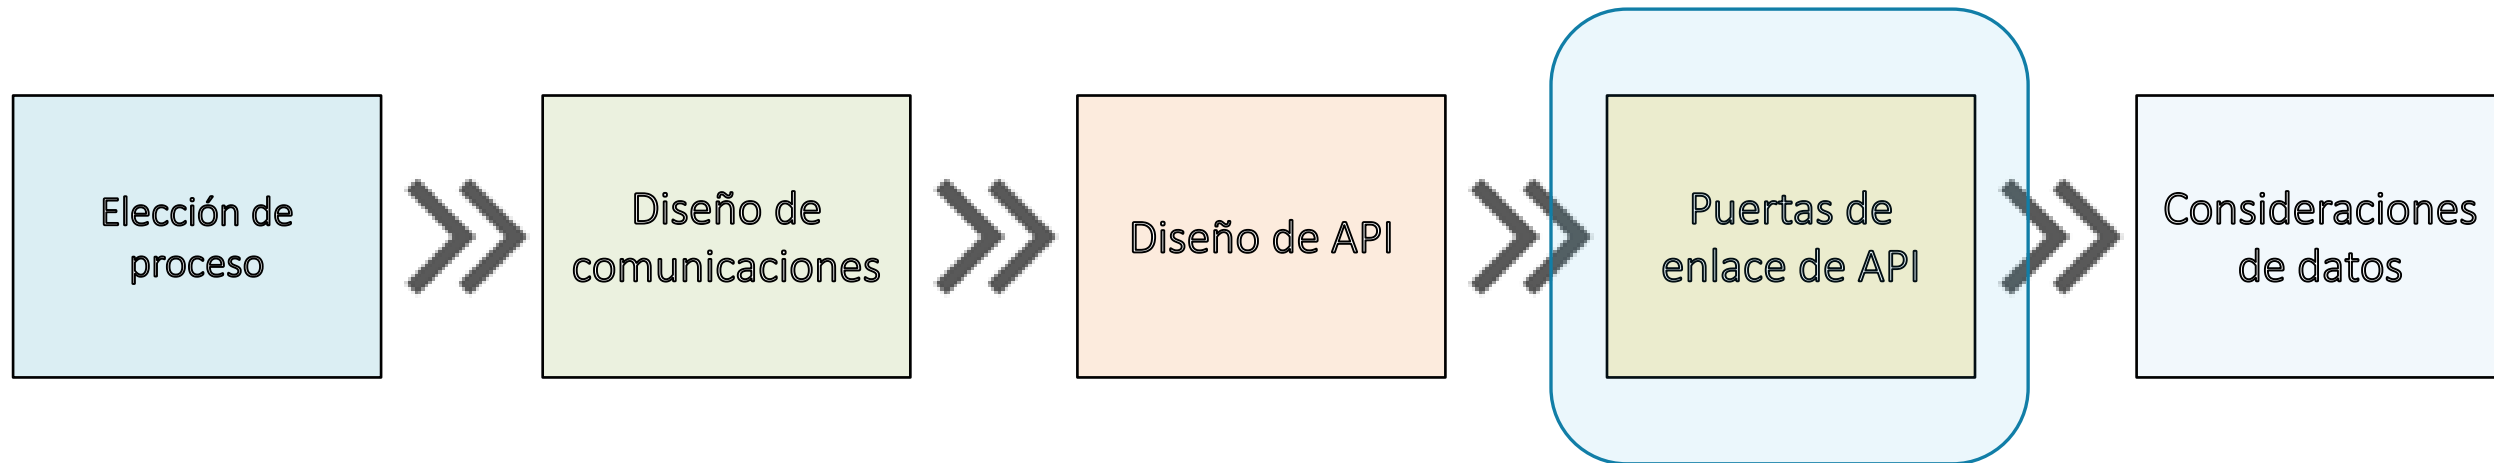 Elección de
proceso
Diseño de
comunicaciones
Diseño de API
Puertas de
enlace de API
Consideraciones
de datos